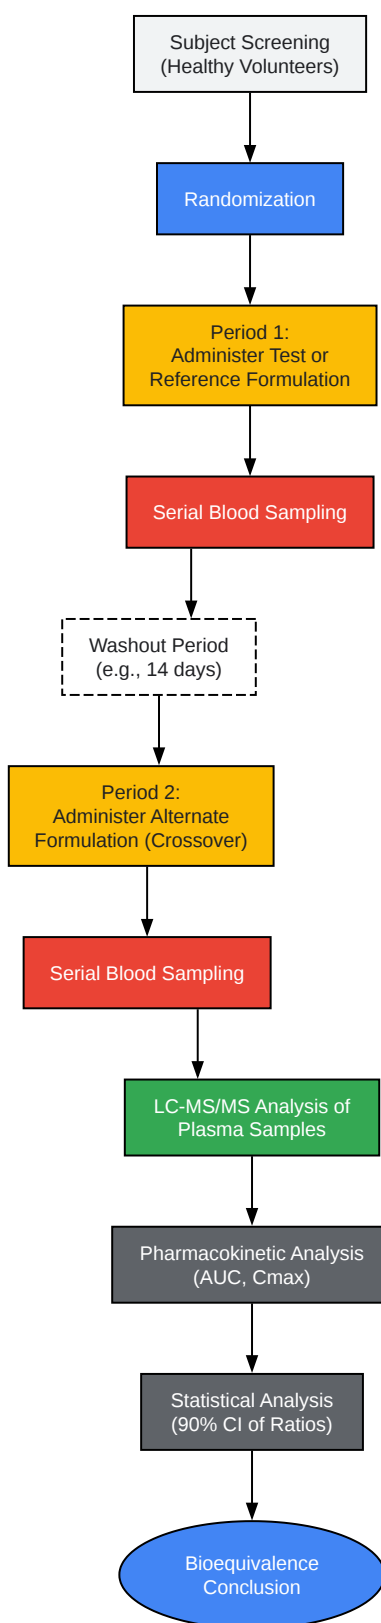 Subject Screening
(Healthy Volunteers)
Randomization
Period 1:
Administer Test or
Reference Formulation
Serial Blood Sampling
Washout Period
(e.g., 14 days)
Period 2:
Administer Alternate
Formulation (Crossover)
Serial Blood Sampling
LC-MS/MS Analysis of
Plasma Samples
Pharmacokinetic Analysis
(AUC, Cmax)
Statistical Analysis
(90% CI of Ratios)
Bioequivalence
Conclusion